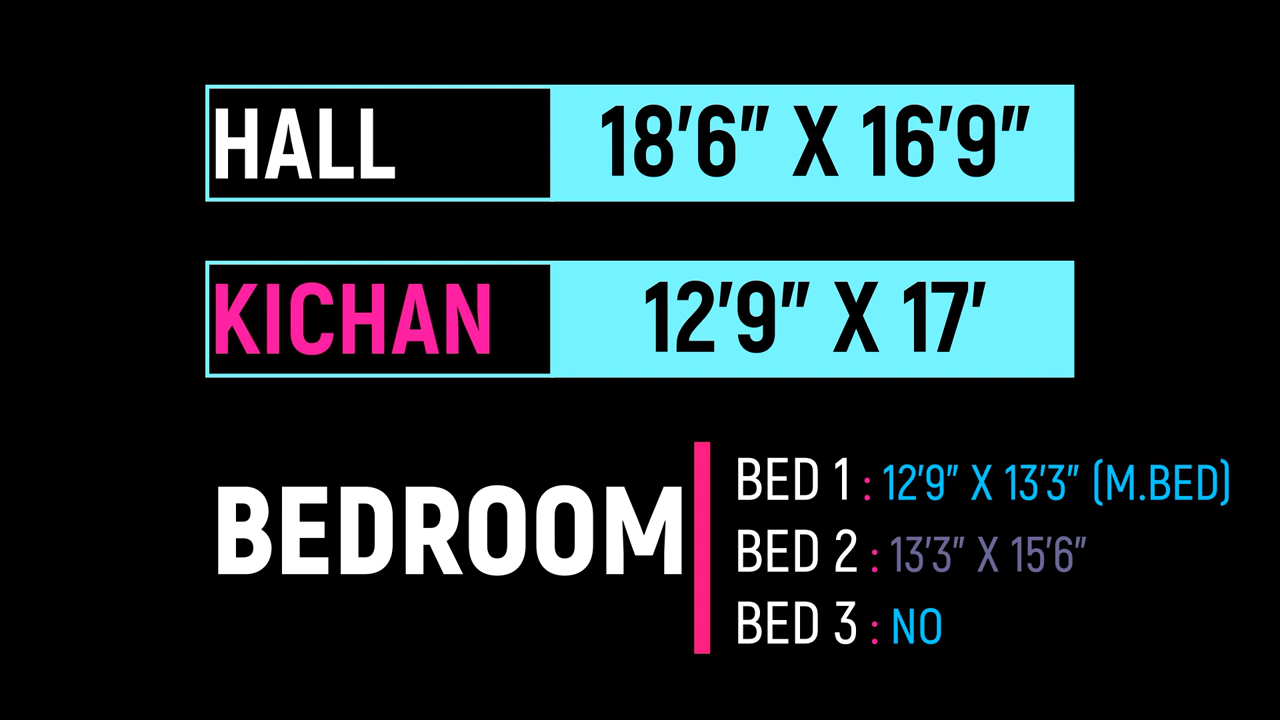 HALL 18'6" X 16'9"
KICHAN 12'9" X 17'
BEDROOM
BED 1 : 12'9" X 13'3" (M.BED)
BED 2 : 13'3" X 15'6"
BED 3 : NO